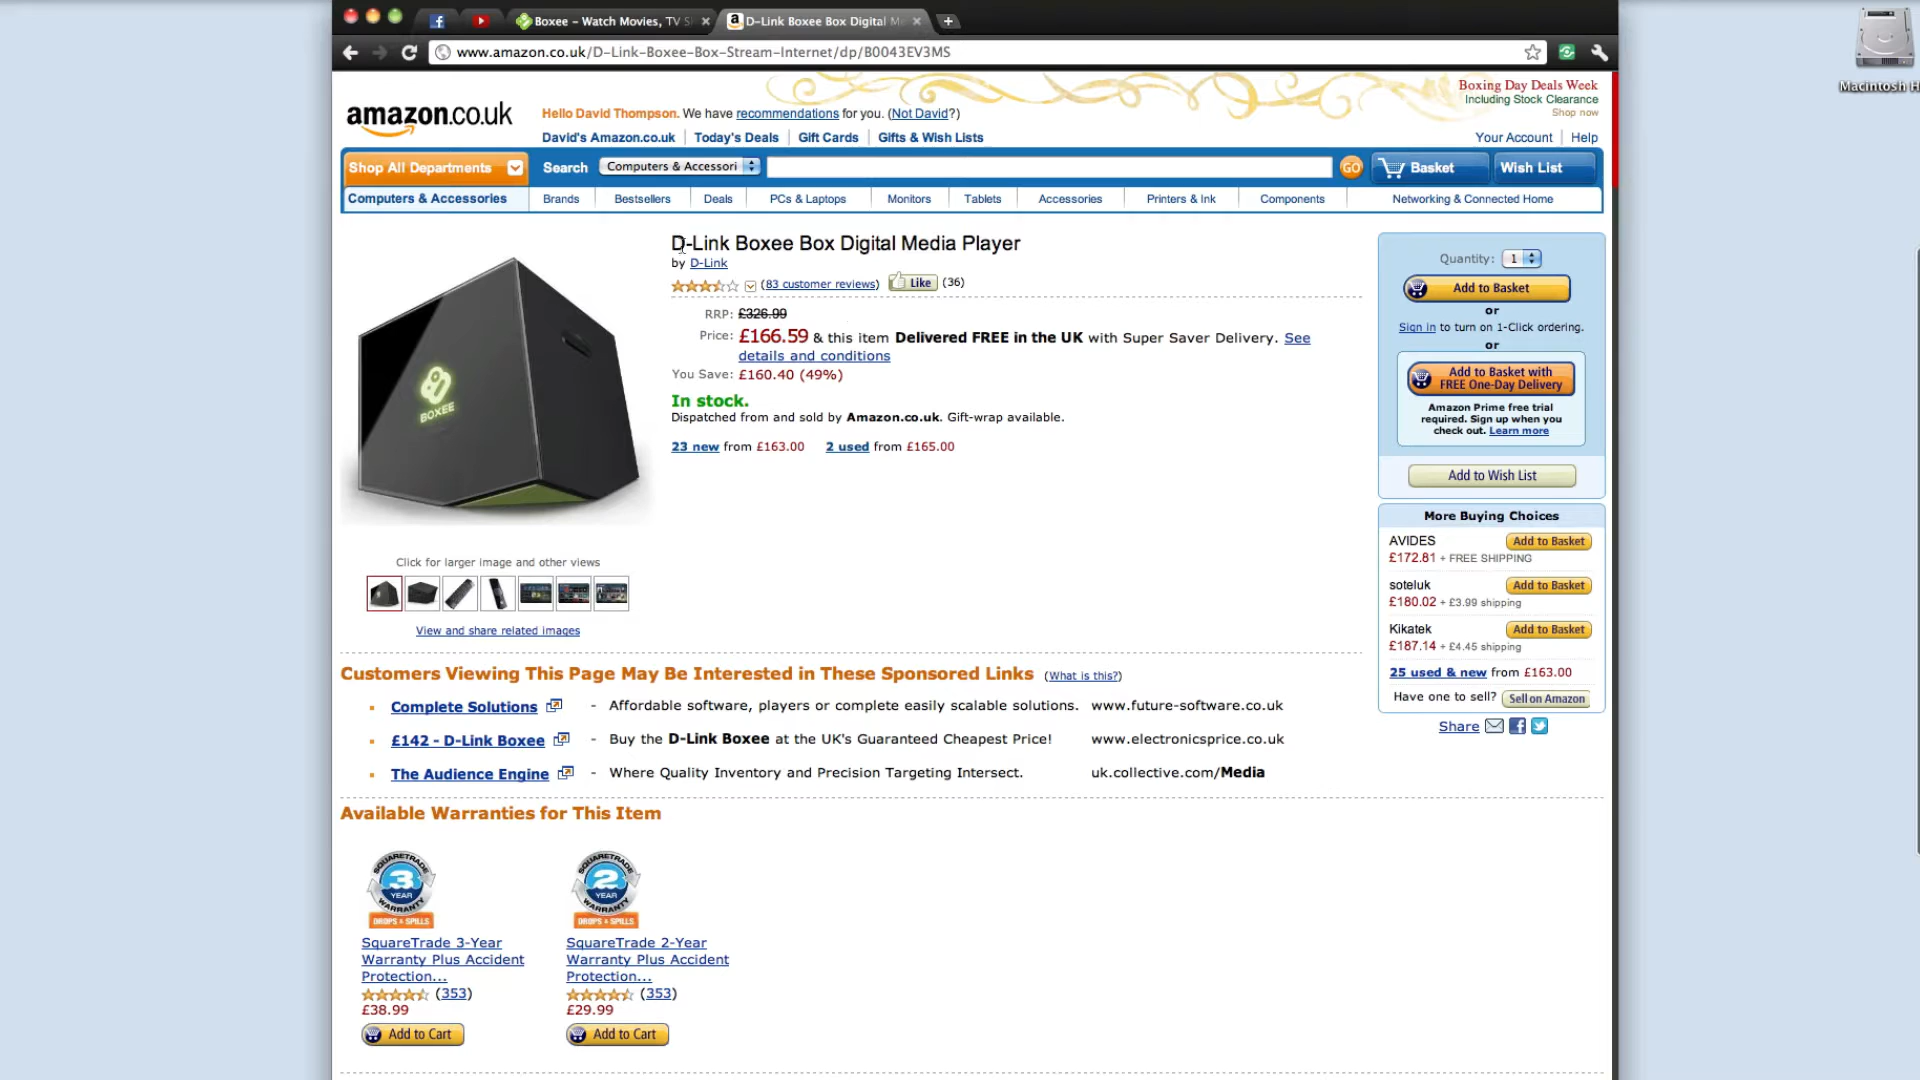 Boxee – Watch Movies, TV S
D-Link Boxee Box Digital Me
www.amazon.co.uk/D-Link-Boxee-Box-Stream-Internet/dp/B0043EV3MS
Macintosh H
Boxing Day Deals Week
Including Stock Clearance
Shop now
amazon.co.uk
Hello David Thompson. We have recommendations for you. (Not David?)
David's Amazon.co.uk Today's Deals Gift Cards Gifts & Wish Lists
Your Account Help
Shop All Departments Search Computers & Accessori GO Basket Wish List
Computers & Accessories Brands Bestsellers Deals PCs & Laptops Monitors Tablets Accessories Printers & Ink Components Networking & Connected Home
D-Link Boxee Box Digital Media Player
by D-Link
(83 customer reviews) Like (36)
RRP: £326.99
Price: £166.59 & this item Delivered FREE in the UK with Super Saver Delivery. See
details and conditions
You Save: £160.40 (49%)
In stock.
Dispatched from and sold by Amazon.co.uk. Gift-wrap available.
23 new from £163.00 2 used from £165.00
BOXEE
Click for larger image and other views
View and share related images
Quantity: 1
Add to Basket
or
Sign in to turn on 1-Click ordering.
or
Add to Basket with
FREE One-Day Delivery
Amazon Prime free trial
required. Sign up when you
check out. Learn more
Add to Wish List
More Buying Choices
AVIDES Add to Basket
£172.81 + FREE SHIPPING
soteluk Add to Basket
£180.02 + £3.99 shipping
Kikatek Add to Basket
£187.14 + £4.45 shipping
25 used & new from £163.00
Have one to sell? Sell on Amazon
Share
Customers Viewing This Page May Be Interested in These Sponsored Links (What is this?)
Complete Solutions - Affordable software, players or complete easily scalable solutions. www.future-software.co.uk
£142 - D-Link Boxee - Buy the D-Link Boxee at the UK's Guaranteed Cheapest Price! www.electronicsprice.co.uk
The Audience Engine - Where Quality Inventory and Precision Targeting Intersect. uk.collective.com/Media
Available Warranties for This Item
SQUARETRADE
3
YEAR
WARRANTY
DROPS & SPILLS
SquareTrade 3-Year
Warranty Plus Accident
Protection...
(353)
£38.99
Add to Cart
SQUARETRADE
2
YEAR
WARRANTY
DROPS & SPILLS
SquareTrade 2-Year
Warranty Plus Accident
Protection...
(353)
£29.99
Add to Cart